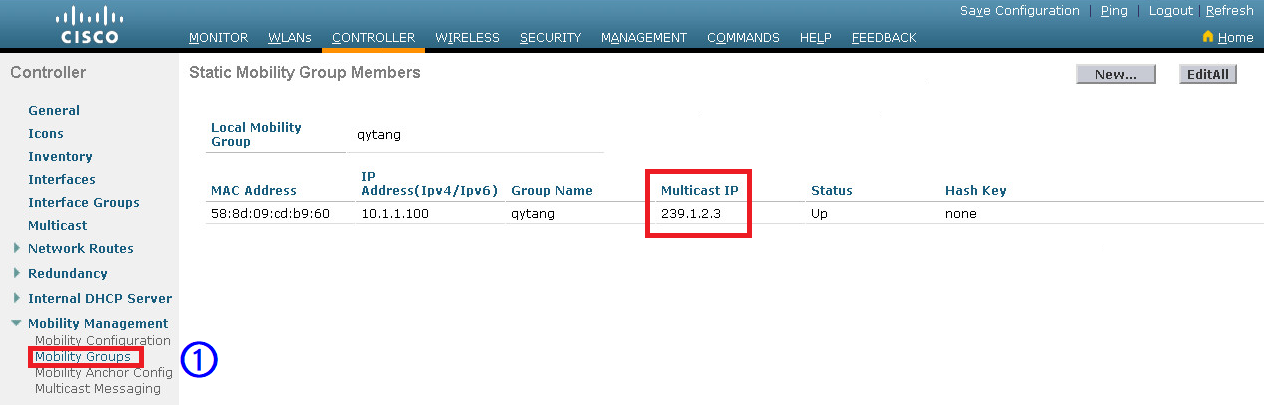 Save Configuration | Ping | Logout | Refresh
CISCO
MONITOR WLANs CONTROLLER WIRELESS SECURITY MANAGEMENT COMMANDS HELP FEEDBACK
Home
Controller
General
Icons
Inventory
Interfaces
Interface Groups
Multicast
Network Routes
Redundancy
Internal DHCP Server
Mobility Management
Mobility Configuration
Mobility Groups
1
Mobility Anchor Config
Multicast Messaging
Static Mobility Group Members
New...
EditAll
Local Mobility
Group
qytang
MAC Address IP
Address(Ipv4/Ipv6) Group Name Multicast IP Status Hash Key
58:8d:09:cd:b9:60 10.1.1.100 qytang 239.1.2.3 Up none